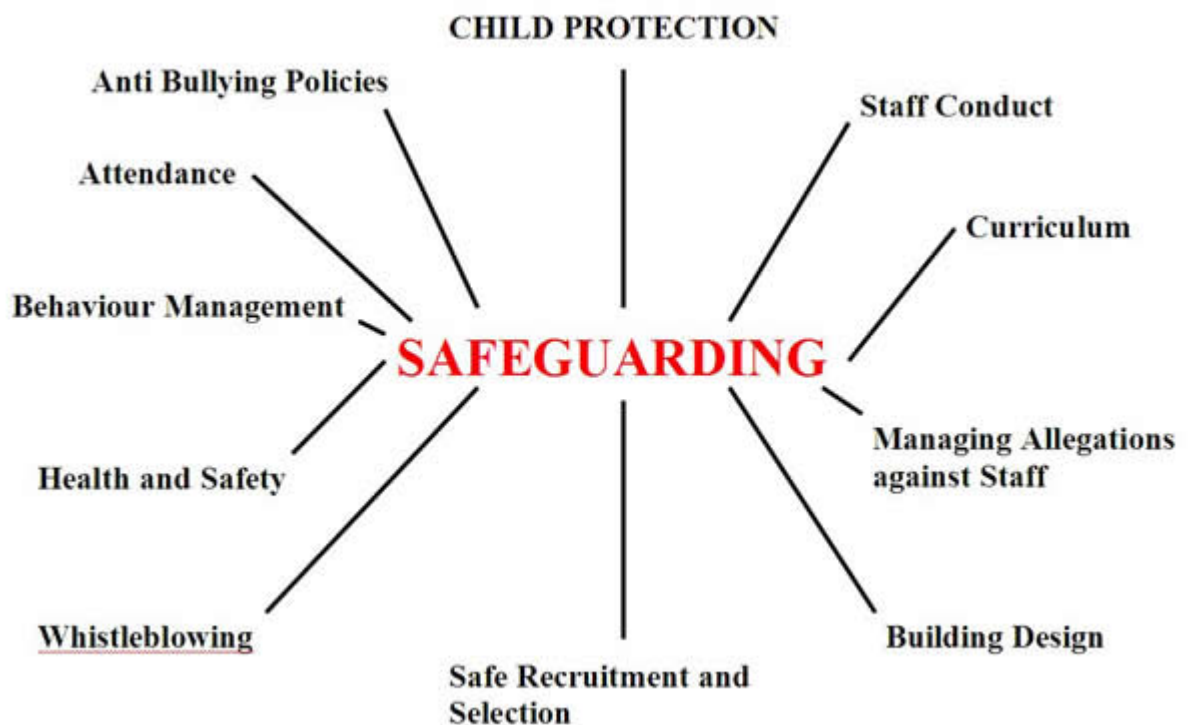 CHILD PROTECTION
Anti Bullying Policies
Staff Conduct
Attendance
Curriculum
Behaviour Management
SAFEGUARDING
Managing Allegations
against Staff
Health and Safety
Whistleblowing
Building Design
Safe Recruitment and
Selection